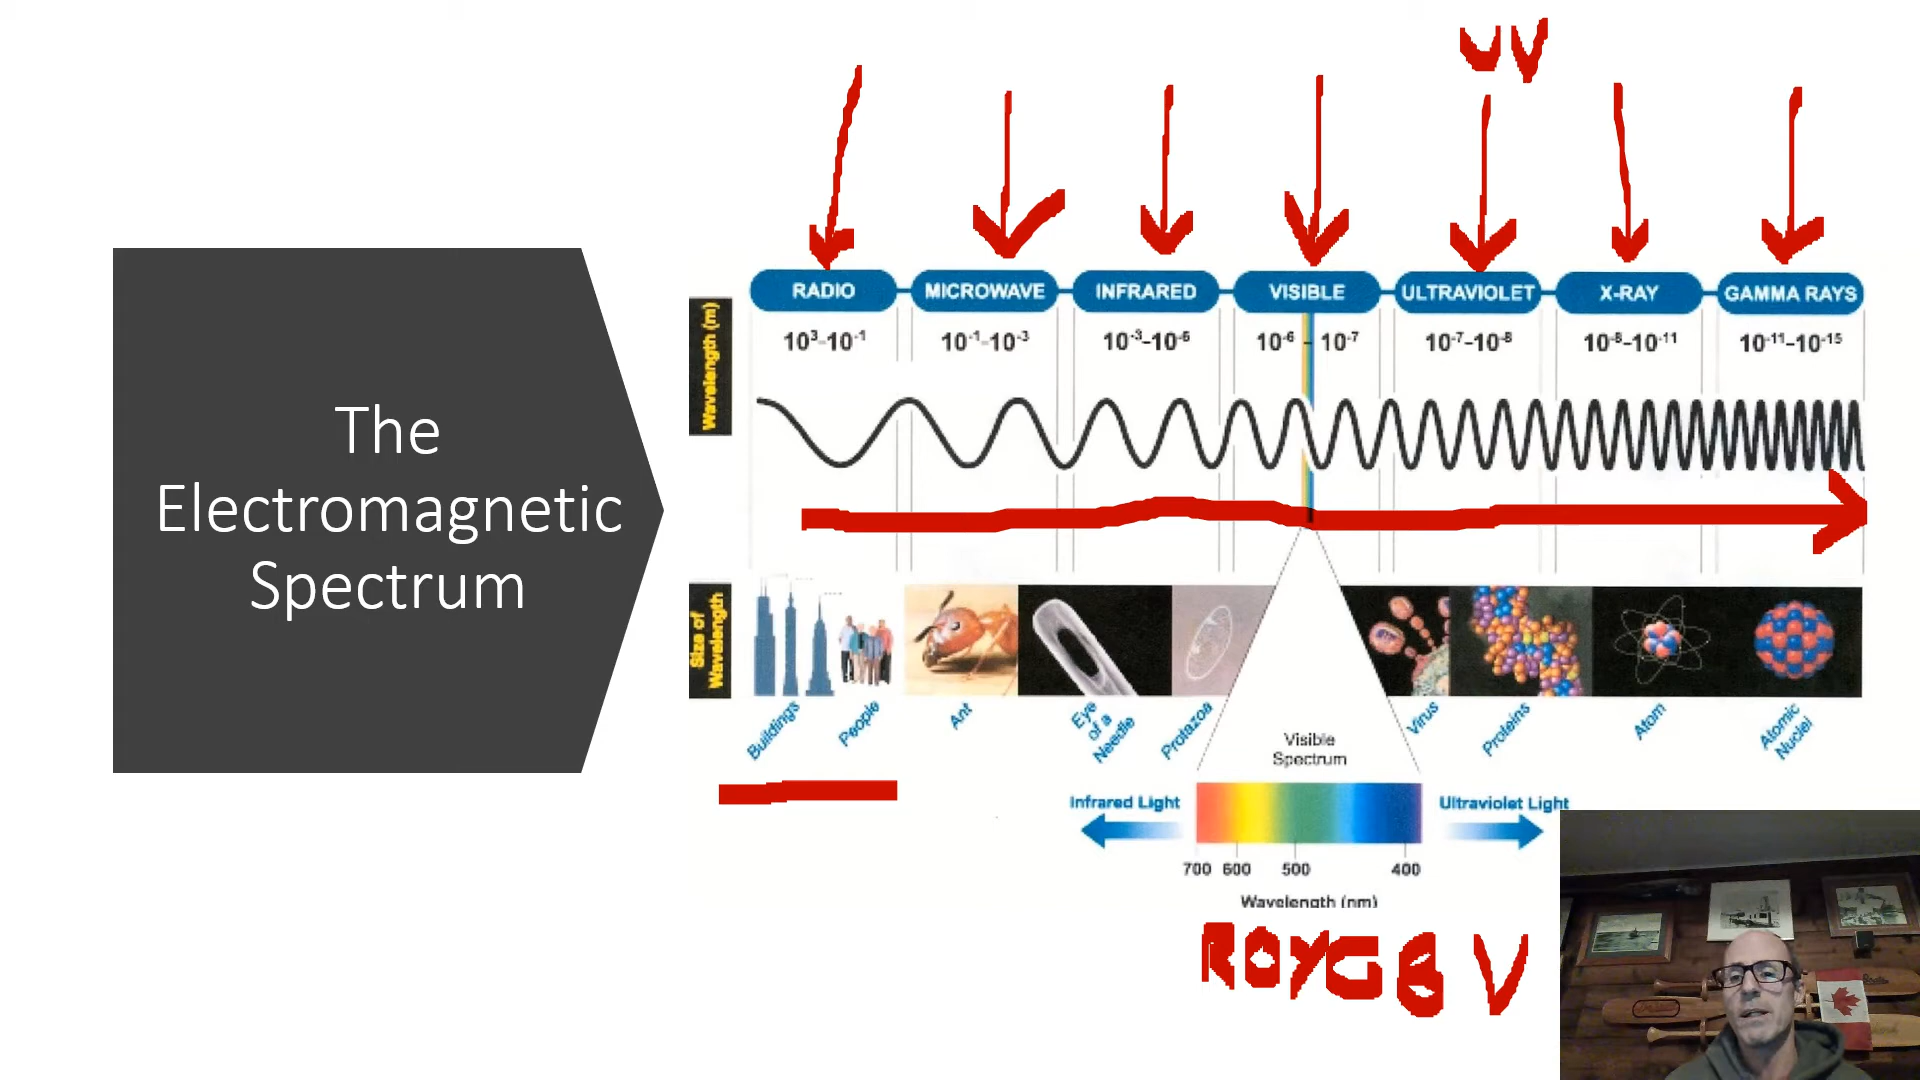 The
Electromagnetic
Spectrum
UV
RADIO MICROWAVE INFRARED VISIBLE ULTRAVIOLET X-RAY GAMMA RAYS
Wavelength (m)
10³-10⁻¹ 10⁻¹-10⁻³ 10⁻³-10⁻⁶ 10⁻⁶ - 10⁻⁷ 10⁻⁷-10⁻⁸ 10⁻⁸-10⁻¹¹ 10⁻¹¹-10⁻¹⁵
Size of
Wavelength
Buildings People Ant
Eye
of a
Needle
Protazoa
Virus Proteins Atom
Atomic
Nuclei
Visible
Spectrum
Infrared Light Ultraviolet Light
700 600 500 400
Wavelength (nm)
ROYGB V